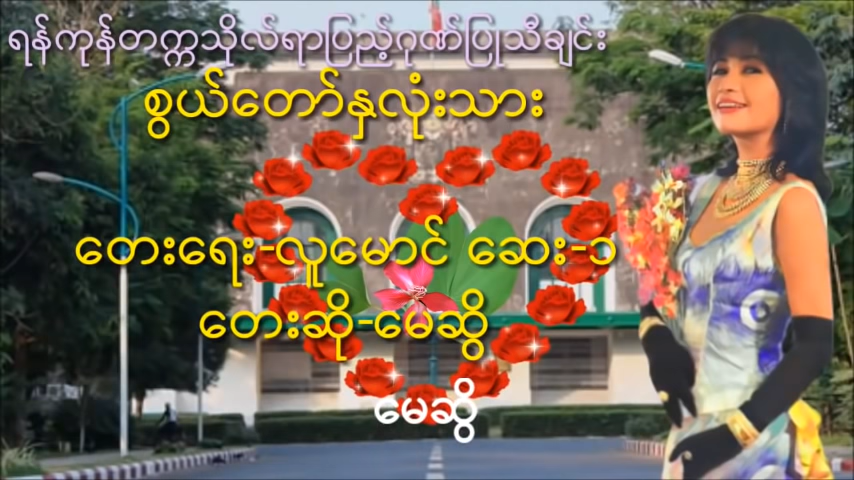 ရန်ကုန်တက္ကသိုလ်ရာပြည့်ဂုဏ်ပြုသီချင်း
စွယ်တော်နှလုံးသား
တေးရေး-လူမောင် ဆေး-၁
တေးဆို-မေဆွိ
မေဆွိ